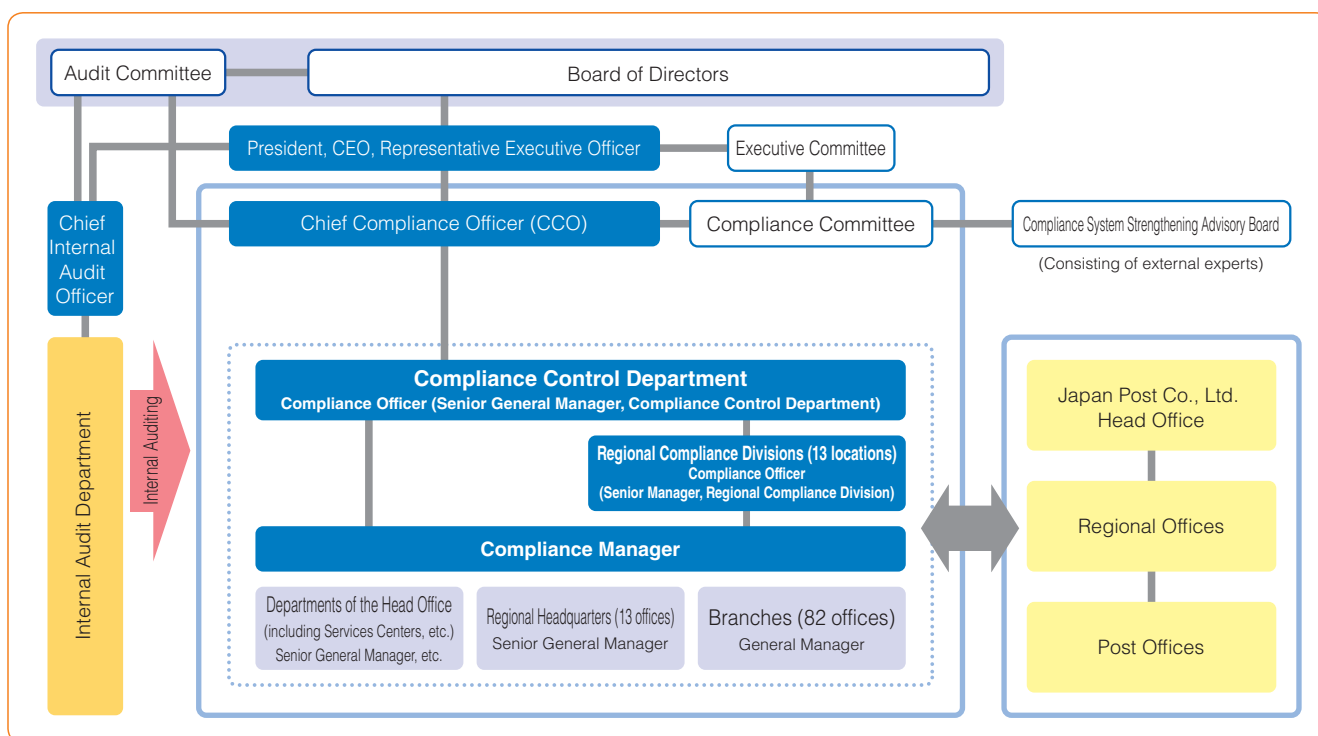 Audit Committee
Board of Directors
President, CEO, Representative Executive Officer
Executive Committee
Chief
Internal
Audit
Officer
Chief Compliance Officer (CCO)
Compliance Committee
Compliance System Strengthening Advisory Board
(Consisting of external experts)
Internal Audit Department
Internal Auditing
Compliance Control Department
Compliance Officer (Senior General Manager, Compliance Control Department)
Regional Compliance Divisions (13 locations)
Compliance Officer
(Senior Manager, Regional Compliance Division)
Compliance Manager
Departments of the Head Office
(including Services Centers, etc.)
Senior General Manager, etc.
Regional Headquarters (13 offices)
Senior General Manager
Branches (82 offices)
General Manager
Japan Post Co., Ltd.
Head Office
Regional Offices
Post Offices